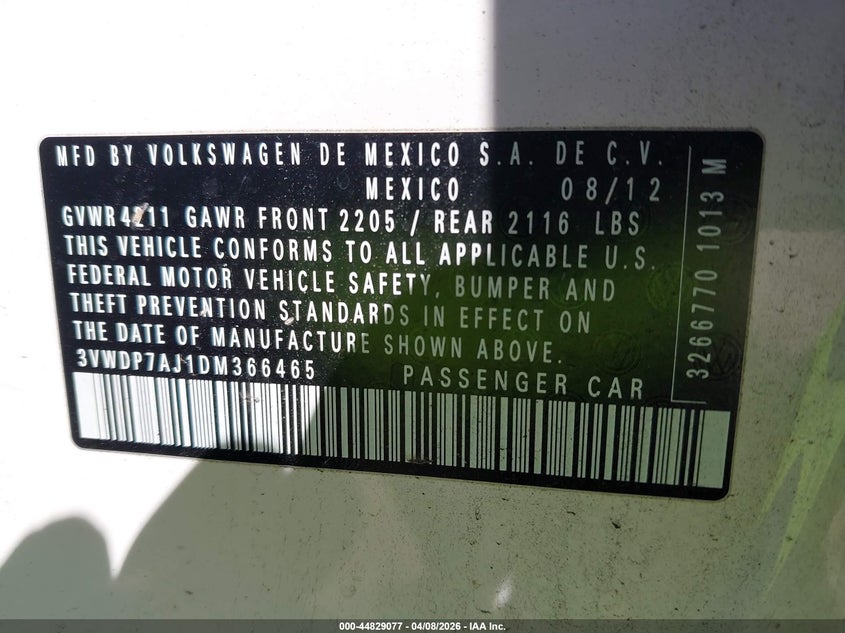 MFD BY VOLKSWAGEN DE MEXICO S.A. DE C.V.
MEXICO 08/12
GVWR 4211 GAWR FRONT 2205 / REAR 2116 LBS
THIS VEHICLE CONFORMS TO ALL APPLICABLE U.S.
FEDERAL MOTOR VEHICLE SAFETY, BUMPER AND
THEFT PREVENTION STANDARDS IN EFFECT ON
THE DATE OF MANUFACTURE SHOWN ABOVE.
3VWDP7AJ1DM366465 PASSENGER CAR
3266770 1013 M
000-44829077 - 04/08/2026 - IAA Inc.